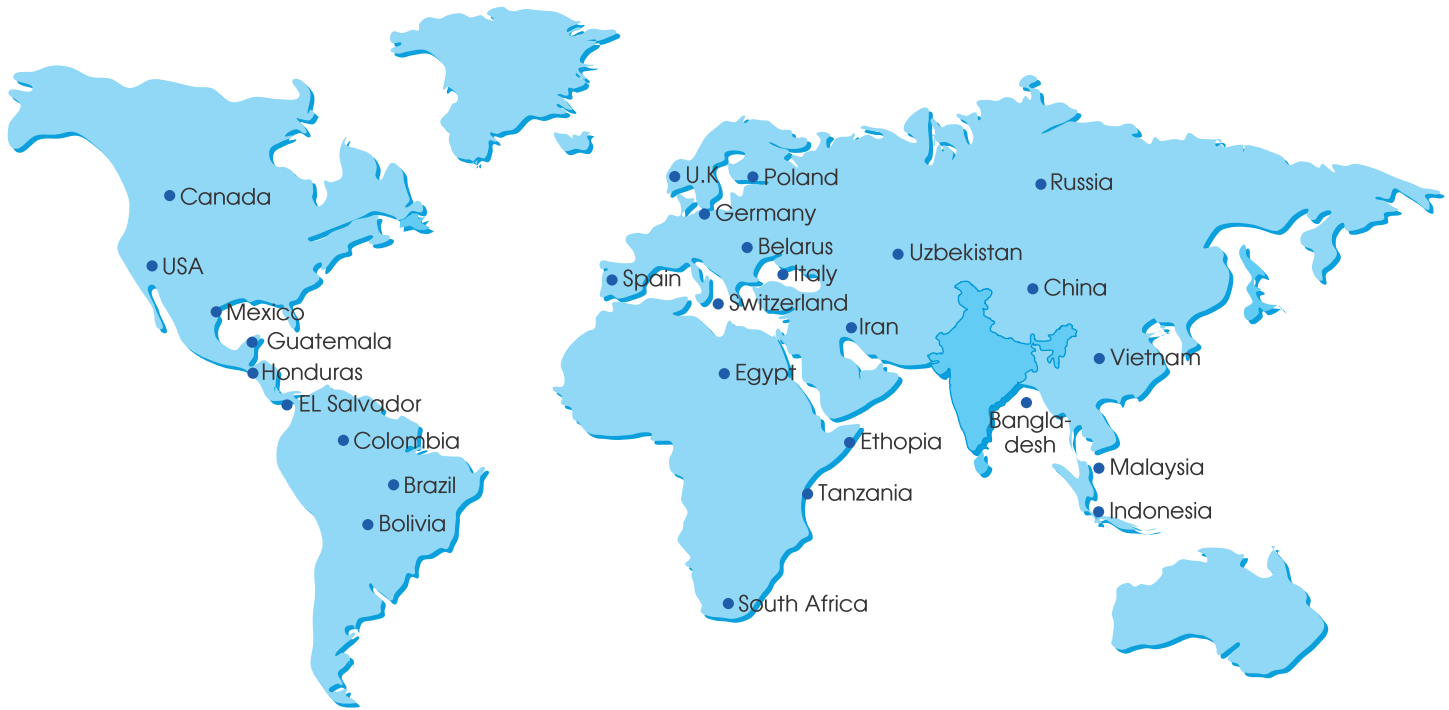 U.K
Poland
Russia
Canada
Germany
Belarus
Uzbekistan
USA
Italy
Spain
China
Switzerland
Mexico
Iran
Guatemala
Vietnam
Honduras
Egypt
EL Salvador
Bangla-
desh
Colombia
Ethopia
Malaysia
Brazil
Tanzania
Indonesia
Bolivia
South Africa